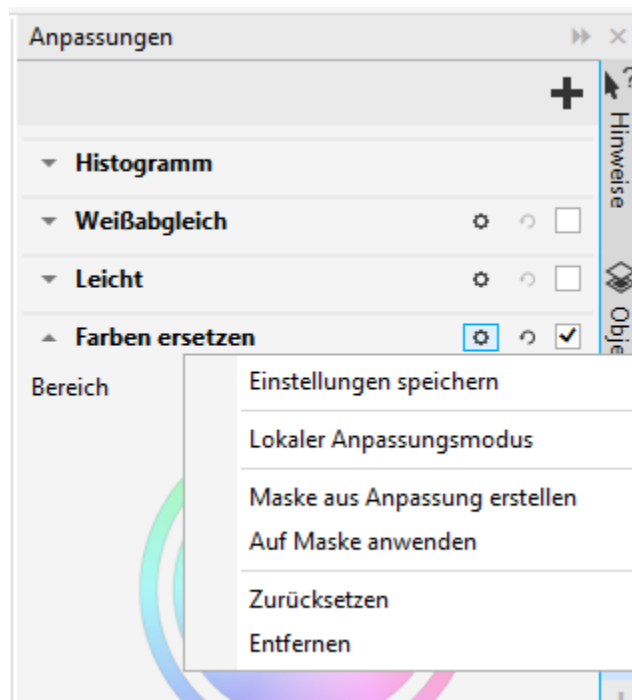 Anpassungen
Hinweise
Histogramm
Weißabgleich
Leicht
Obje
Farben ersetzen
Bereich
Einstellungen speichern
Lokaler Anpassungsmodus
Maske aus Anpassung erstellen
Auf Maske anwenden
Zurücksetzen
Entfernen